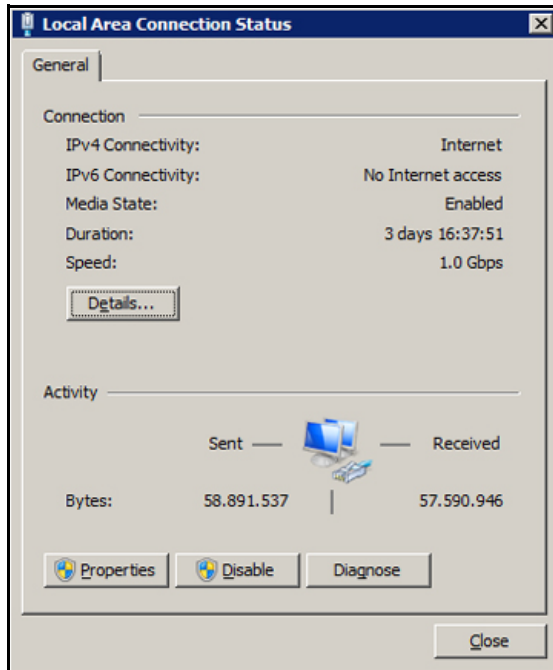 Local Area Connection Status
General
Connection
IPv4 Connectivity: Internet
IPv6 Connectivity: No Internet access
Media State: Enabled
Duration: 3 days 16:37:51
Speed: 1.0 Gbps
Details...
Activity
Sent Received
Bytes: 58.891.537 57.590.946
Properties Disable Diagnose
Close